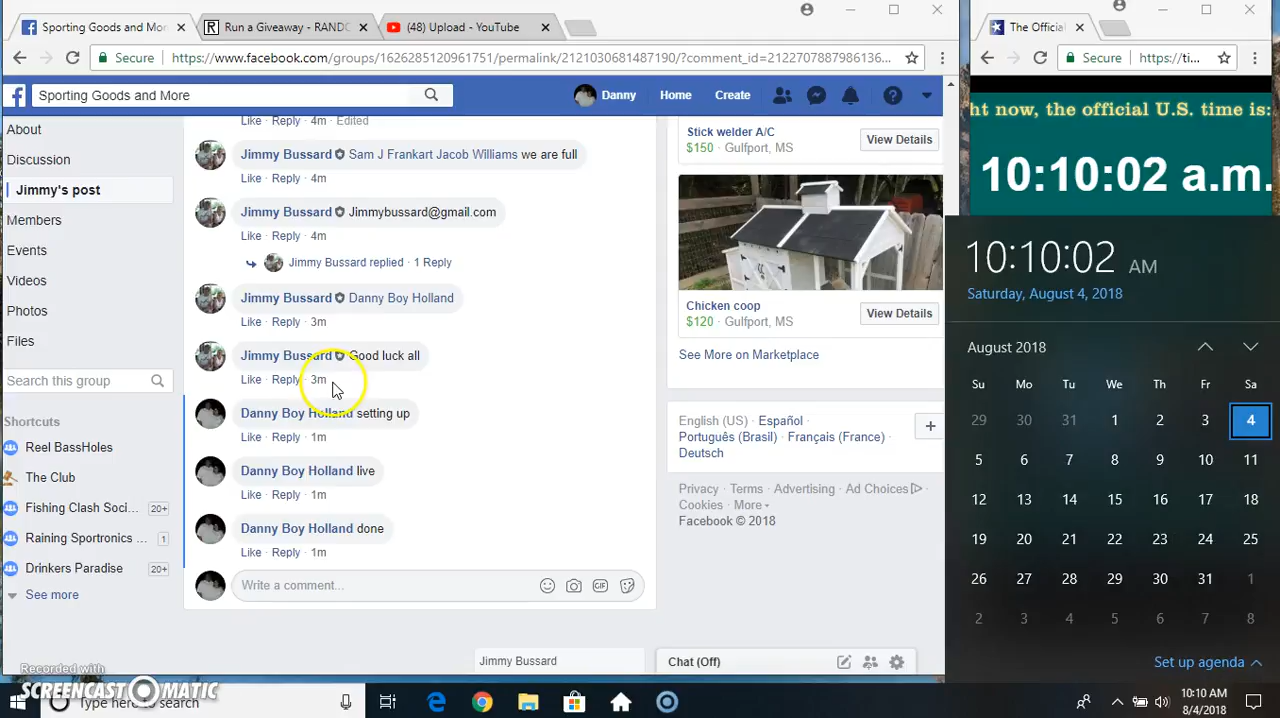 Sporting Goods and Mor
Run a Giveaway - RANDO
(48) Upload - YouTube
The Official
Secure
https://www.facebook.com/groups/1626285120961751/permalink/2121030681487190/?comment_id=2122707887986136...
Secure
https://ti...
Sporting Goods and More
Danny
Home
Create
ht now, the official U.S. time is:
10:10:02 a.m.
About
Discussion
Jimmy's post
Members
Events
Videos
Photos
Files
Search this group
Shortcuts
Reel BassHoles
The Club
Fishing Clash Soci... 20+
Raining Sportronics ... 1
Drinkers Paradise 20+
See more
Like · Reply · 4m · Edited
Jimmy Bussard Sam J Frankart Jacob Williams we are full
Like · Reply · 4m
Jimmy Bussard Jimmybussard@gmail.com
Like · Reply · 4m
Jimmy Bussard replied · 1 Reply
Jimmy Bussard Danny Boy Holland
Like · Reply · 3m
Jimmy Bussard Good luck all
Like · Reply · 3m
Danny Boy Holland setting up
Like · Reply · 1m
Danny Boy Holland live
Like · Reply · 1m
Danny Boy Holland done
Like · Reply · 1m
Write a comment...
GIF
Jimmy Bussard
Chat (Off)
Stick welder A/C
$150 · Gulfport, MS
View Details
Chicken coop
$120 · Gulfport, MS
View Details
See More on Marketplace
English (US) · Español ·
Português (Brasil) · Français (France) ·
Deutsch
Privacy · Terms · Advertising · Ad Choices
Cookies · More
Facebook © 2018
10:10:02 AM
Saturday, August 4, 2018
August 2018
Su Mo Tu We Th Fr Sa
29 30 31 1 2 3 4
5 6 7 8 9 10 11
12 13 14 15 16 17 18
19 20 21 22 23 24 25
26 27 28 29 30 31 1
2 3 4 5 6 7 8
Set up agenda
Recorded with
SCREENCAST-O-MATIC
Type here to search
10:10 AM
8/4/2018